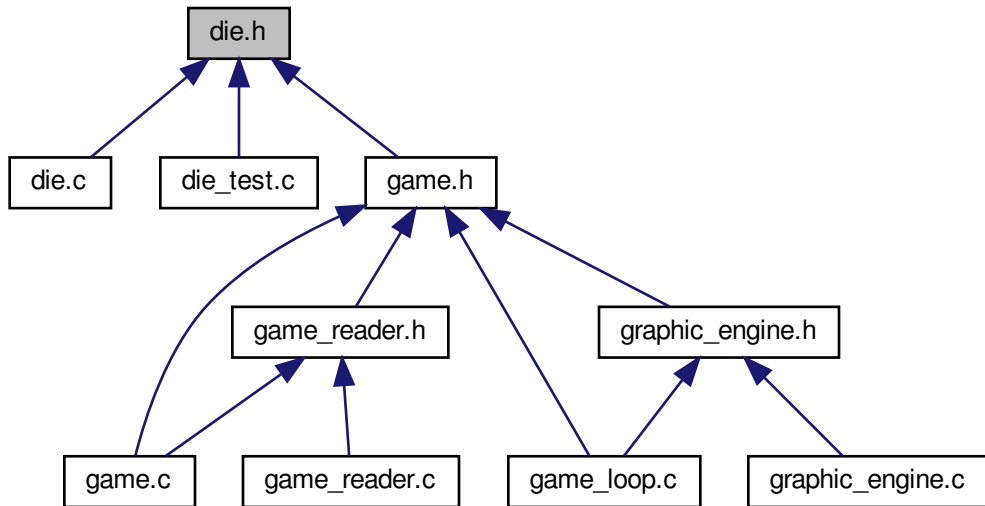 die.h
die.c
die_test.c
game.h
game_reader.h
graphic_engine.h
game.c
game_reader.c
game_loop.c
graphic_engine.c